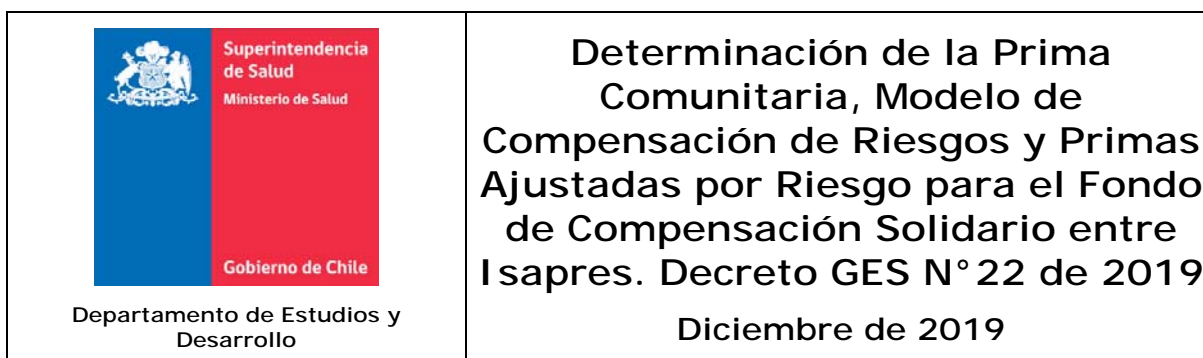 Superintendencia
de Salud
Ministerio de Salud
Gobierno de Chile
Departamento de Estudios y
Desarrollo
Determinación de la Prima
Comunitaria, Modelo de
Compensación de Riesgos y Primas
Ajustadas por Riesgo para el Fondo
de Compensación Solidario entre
Isapres. Decreto GES N°22 de 2019
Diciembre de 2019